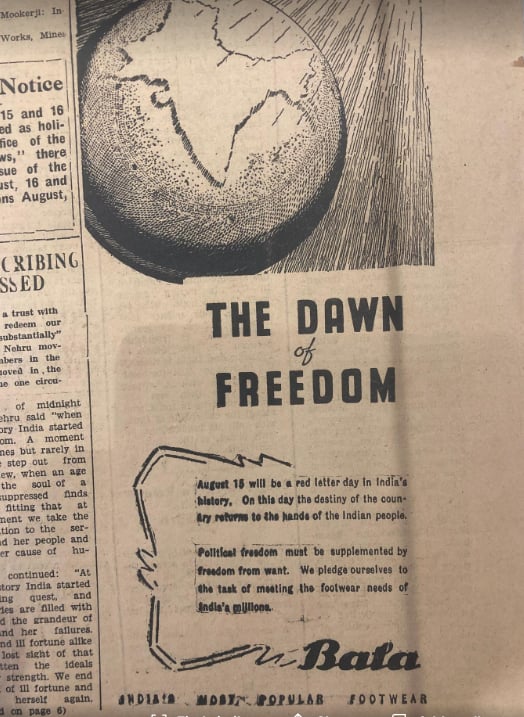 Mookerji: In-
Works, Mines
Notice
15 and 16
ed as holi-
fice of the
ws," there
sue of the
ust, 16 and
ns August,
CRIBING
SSED
a trust with
redeem our
substantially"
Nehru mov-
mbers in the
moved in the
he one circu-
of midnight
ehru said "when
ory India started
om. A moment
nes but rarely in
step out from
ew, when an age
the soul of a
suppressed finds
fitting that at
ment we take the
tion to the ser-
nd her people and
er cause of hu-
continued: "At
story India started
ing quest, and
ries are filled with
d the grandeur of
and her failures.
nd ill fortune alike
lost sight of that
tten the ideals
strength. We end
of ill fortune and
herself again.
d on page 6)
THE DAWN
of
FREEDOM
August 15 will be a red letter day in India's
history. On this day the destiny of the coun-
try returns to the hands of the Indian people.
Political freedom must be supplemented by
freedom from want. We pledge ourselves to
the task of meeting the footwear needs of
India's millions.
Bata
INDIA'S MOST POPULAR FOOTWEAR